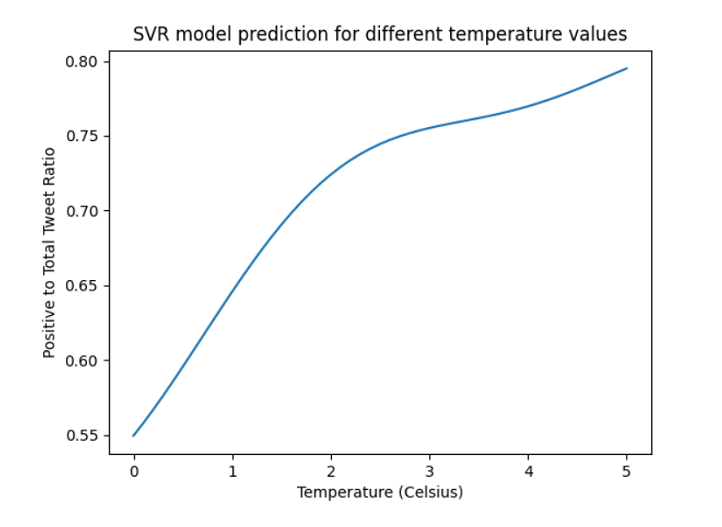 SVR model prediction for different temperature values
Positive to Total Tweet Ratio
0.80
0.75
0.70
0.65
0.60
0.55
0 1 2 3 4 5
Temperature (Celsius)